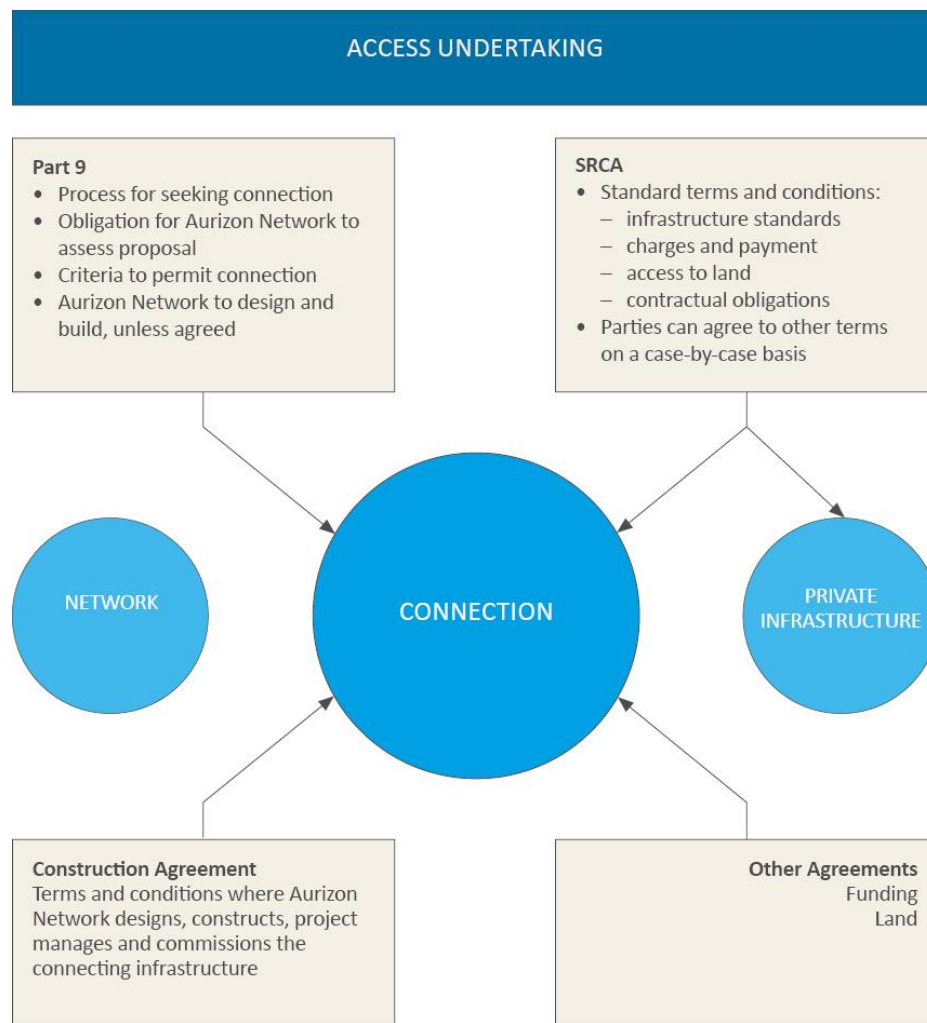 ACCESS UNDERTAKING
Part 9
• Process for seeking connection
• Obligation for Aurizon Network to
assess proposal
• Criteria to permit connection
• Aurizon Network to design and
build, unless agreed
SRCA
• Standard terms and conditions:
– infrastructure standards
– charges and payment
– access to land
– contractual obligations
• Parties can agree to other terms
on a case-by-case basis
NETWORK
CONNECTION
PRIVATE
INFRASTRUCTURE
Construction Agreement
Terms and conditions where Aurizon
Network designs, constructs, project
manages and commissions the
connecting infrastructure
Other Agreements
Funding
Land